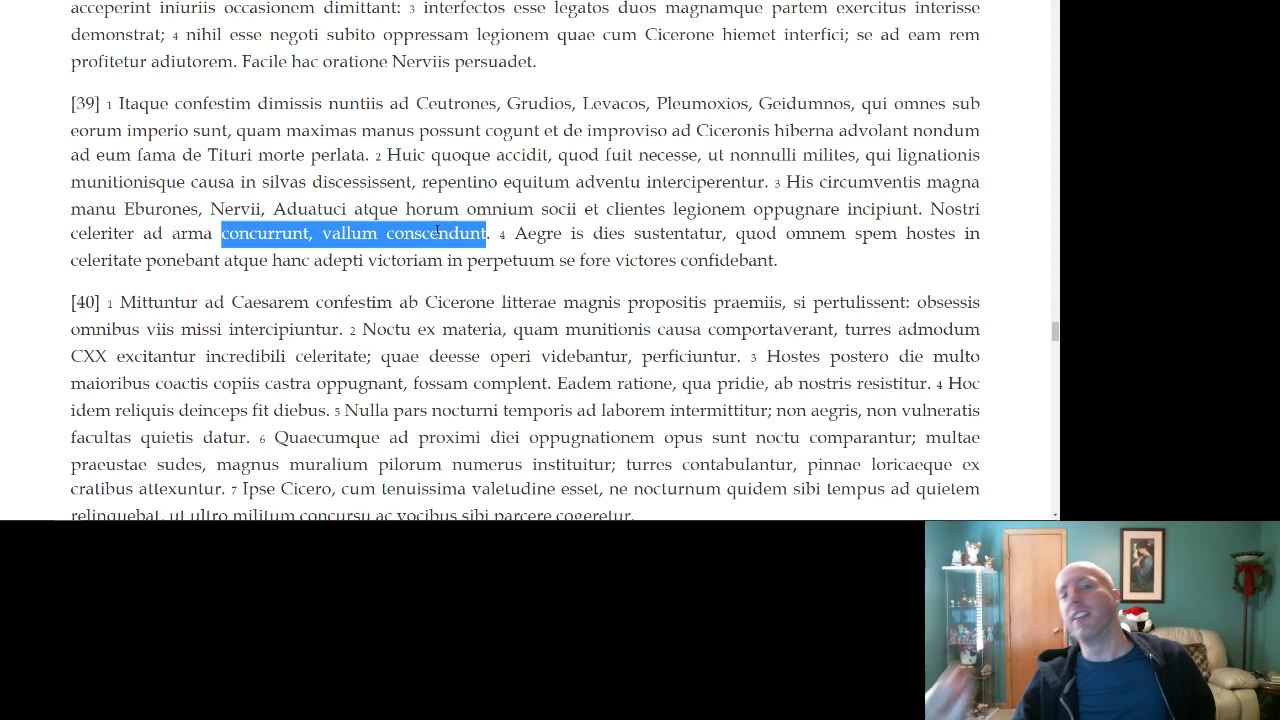 acceperint iniuriis occasionem dimittant: 3 interfectos esse legatos duos magnamque partem exercitus interisse
demonstrat; 4 nihil esse negoti subito oppressam legionem quae cum Cicerone hiemet interfici; se ad eam rem
profitetur adiutorem. Facile hac oratione Nerviis persuadet.
[39] 1 Itaque confestim dimissis nuntiis ad Ceutrones, Grudios, Levacos, Pleumoxios, Geidumnos, qui omnes sub
eorum imperio sunt, quam maximas manus possunt cogunt et de improviso ad Ciceronis hiberna advolant nondum
ad eum fama de Tituri morte perlata. 2 Huic quoque accidit, quod fuit necesse, ut nonnulli milites, qui lignationis
munitionisque causa in silvas discessissent, repentino equitum adventu interciperentur. 3 His circumventis magna
manu Eburones, Nervii, Aduatuci atque horum omnium socii et clientes legionem oppugnare incipiunt. Nostri
celeriter ad arma concurrunt, vallum conscendunt. 4 Aegre is dies sustentatur, quod omnem spem hostes in
celeritate ponebant atque hanc adepti victoriam in perpetuum se fore victores confidebant.
[40] 1 Mittuntur ad Caesarem confestim ab Cicerone litterae magnis propositis praemiis, si pertulissent: obsessis
omnibus viis missi intercipiuntur. 2 Noctu ex materia, quam munitionis causa comportaverant, turres admodum
CXX excitantur incredibili celeritate; quae deesse operi videbantur, perficiuntur. 3 Hostes postero die multo
maioribus coactis copiis castra oppugnant, fossam complent. Eadem ratione, qua pridie, ab nostris resistitur. 4 Hoc
idem reliquis deinceps fit diebus. 5 Nulla pars nocturni temporis ad laborem intermittitur; non aegris, non vulneratis
facultas quietis datur. 6 Quaecumque ad proximi diei oppugnationem opus sunt noctu comparantur; multae
praeustae sudes, magnus muralium pilorum numerus instituitur; turres contabulantur, pinnae loricaeque ex
cratibus attexuntur. 7 Ipse Cicero, cum tenuissima valetudine esset, ne nocturnum quidem sibi tempus ad quietem
relinquebat, ut ultro militum concursu ac vocibus sibi parcere cogeretur.